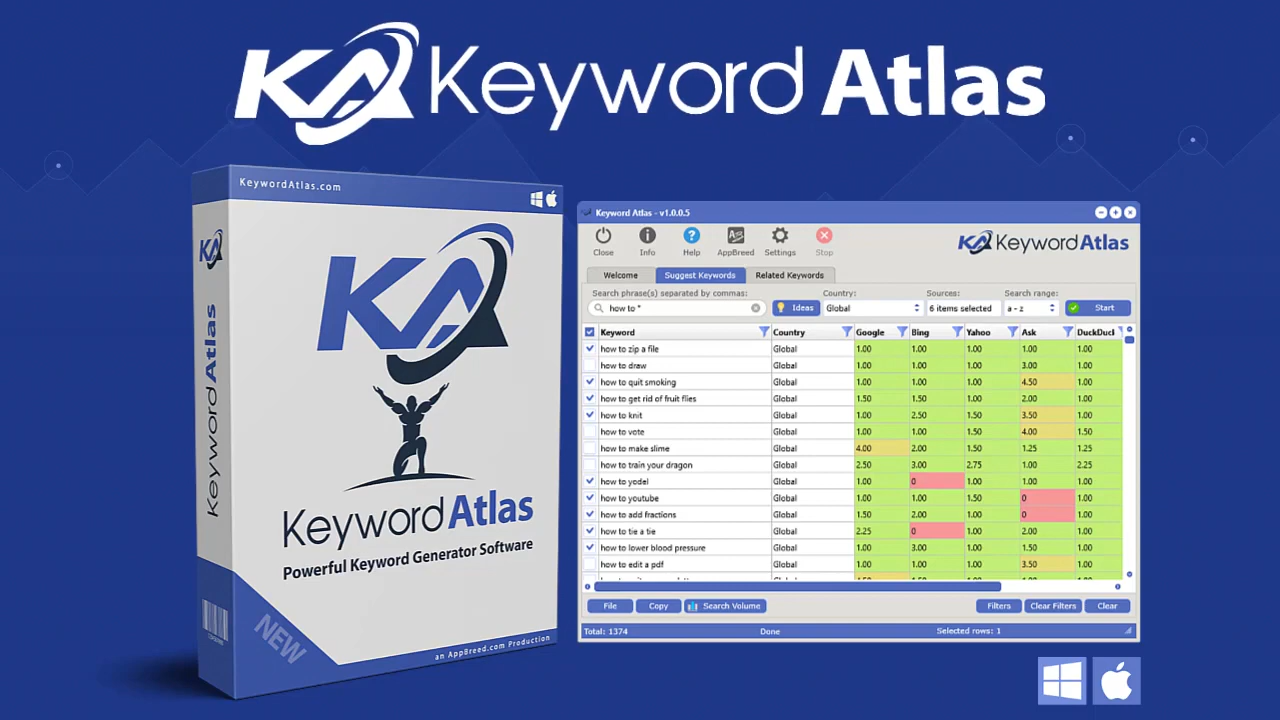 KA Keyword Atlas
KeywordAtlas.com
KA
KeywordAtlas
KA
KeywordAtlas
Powerful Keyword Generator Software
NEW
an AppBreed.com Production
Keyword Atlas - v1.0.0.5
Close Info Help AppBreed Settings Stop
KA KeywordAtlas
Welcome Suggest Keywords Related Keywords
Search phrase(s) separated by commas: Country: Sources: Search range:
how to * Ideas Global 6 items selected a - z Start
Keyword Country Google Bing Yahoo Ask DuckDucl
how to zip a file Global 1.00 1.00 1.00 1.00 1.00
how to draw Global 1.00 1.00 1.00 3.00 1.00
how to quit smoking Global 1.00 1.00 1.00 4.50 1.00
how to get rid of fruit flies Global 1.50 1.50 1.00 2.00 1.00
how to knit Global 1.00 2.50 1.50 3.50 1.00
how to vote Global 1.00 1.00 1.50 4.00 1.50
how to make slime Global 4.00 2.00 1.50 1.25 1.25
how to train your dragon Global 2.50 3.00 2.75 1.00 2.25
how to yodel Global 1.00 0 1.00 1.00 1.00
how to youtube Global 1.00 1.00 1.50 0 1.00
how to add fractions Global 1.50 2.00 1.00 0 1.00
how to tie a tie Global 2.25 0 1.00 2.00 1.00
how to lower blood pressure Global 1.00 3.00 1.00 1.50 1.00
how to edit a pdf Global 1.00 1.00 1.00 3.50 1.00
File Copy Search Volume Filters Clear Filters Clear
Total: 1374 Done Selected rows: 1